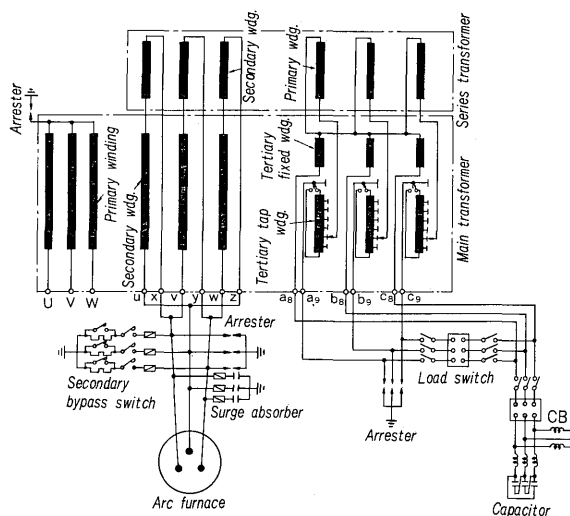 Secondary wdg.
Primary wdg.
Series transformer
Arrester
Primary winding
Secondary wdg.
Tertiary
fixed wdg.
Tertiary tap
wdg.
Main transformer
U V W u x v y w z a8 a9 b8 b9 c8 c9
Arrester
Secondary
bypass switch
Surge absorber
Load switch
Arrester
CB
Arc furnace
Capacitor